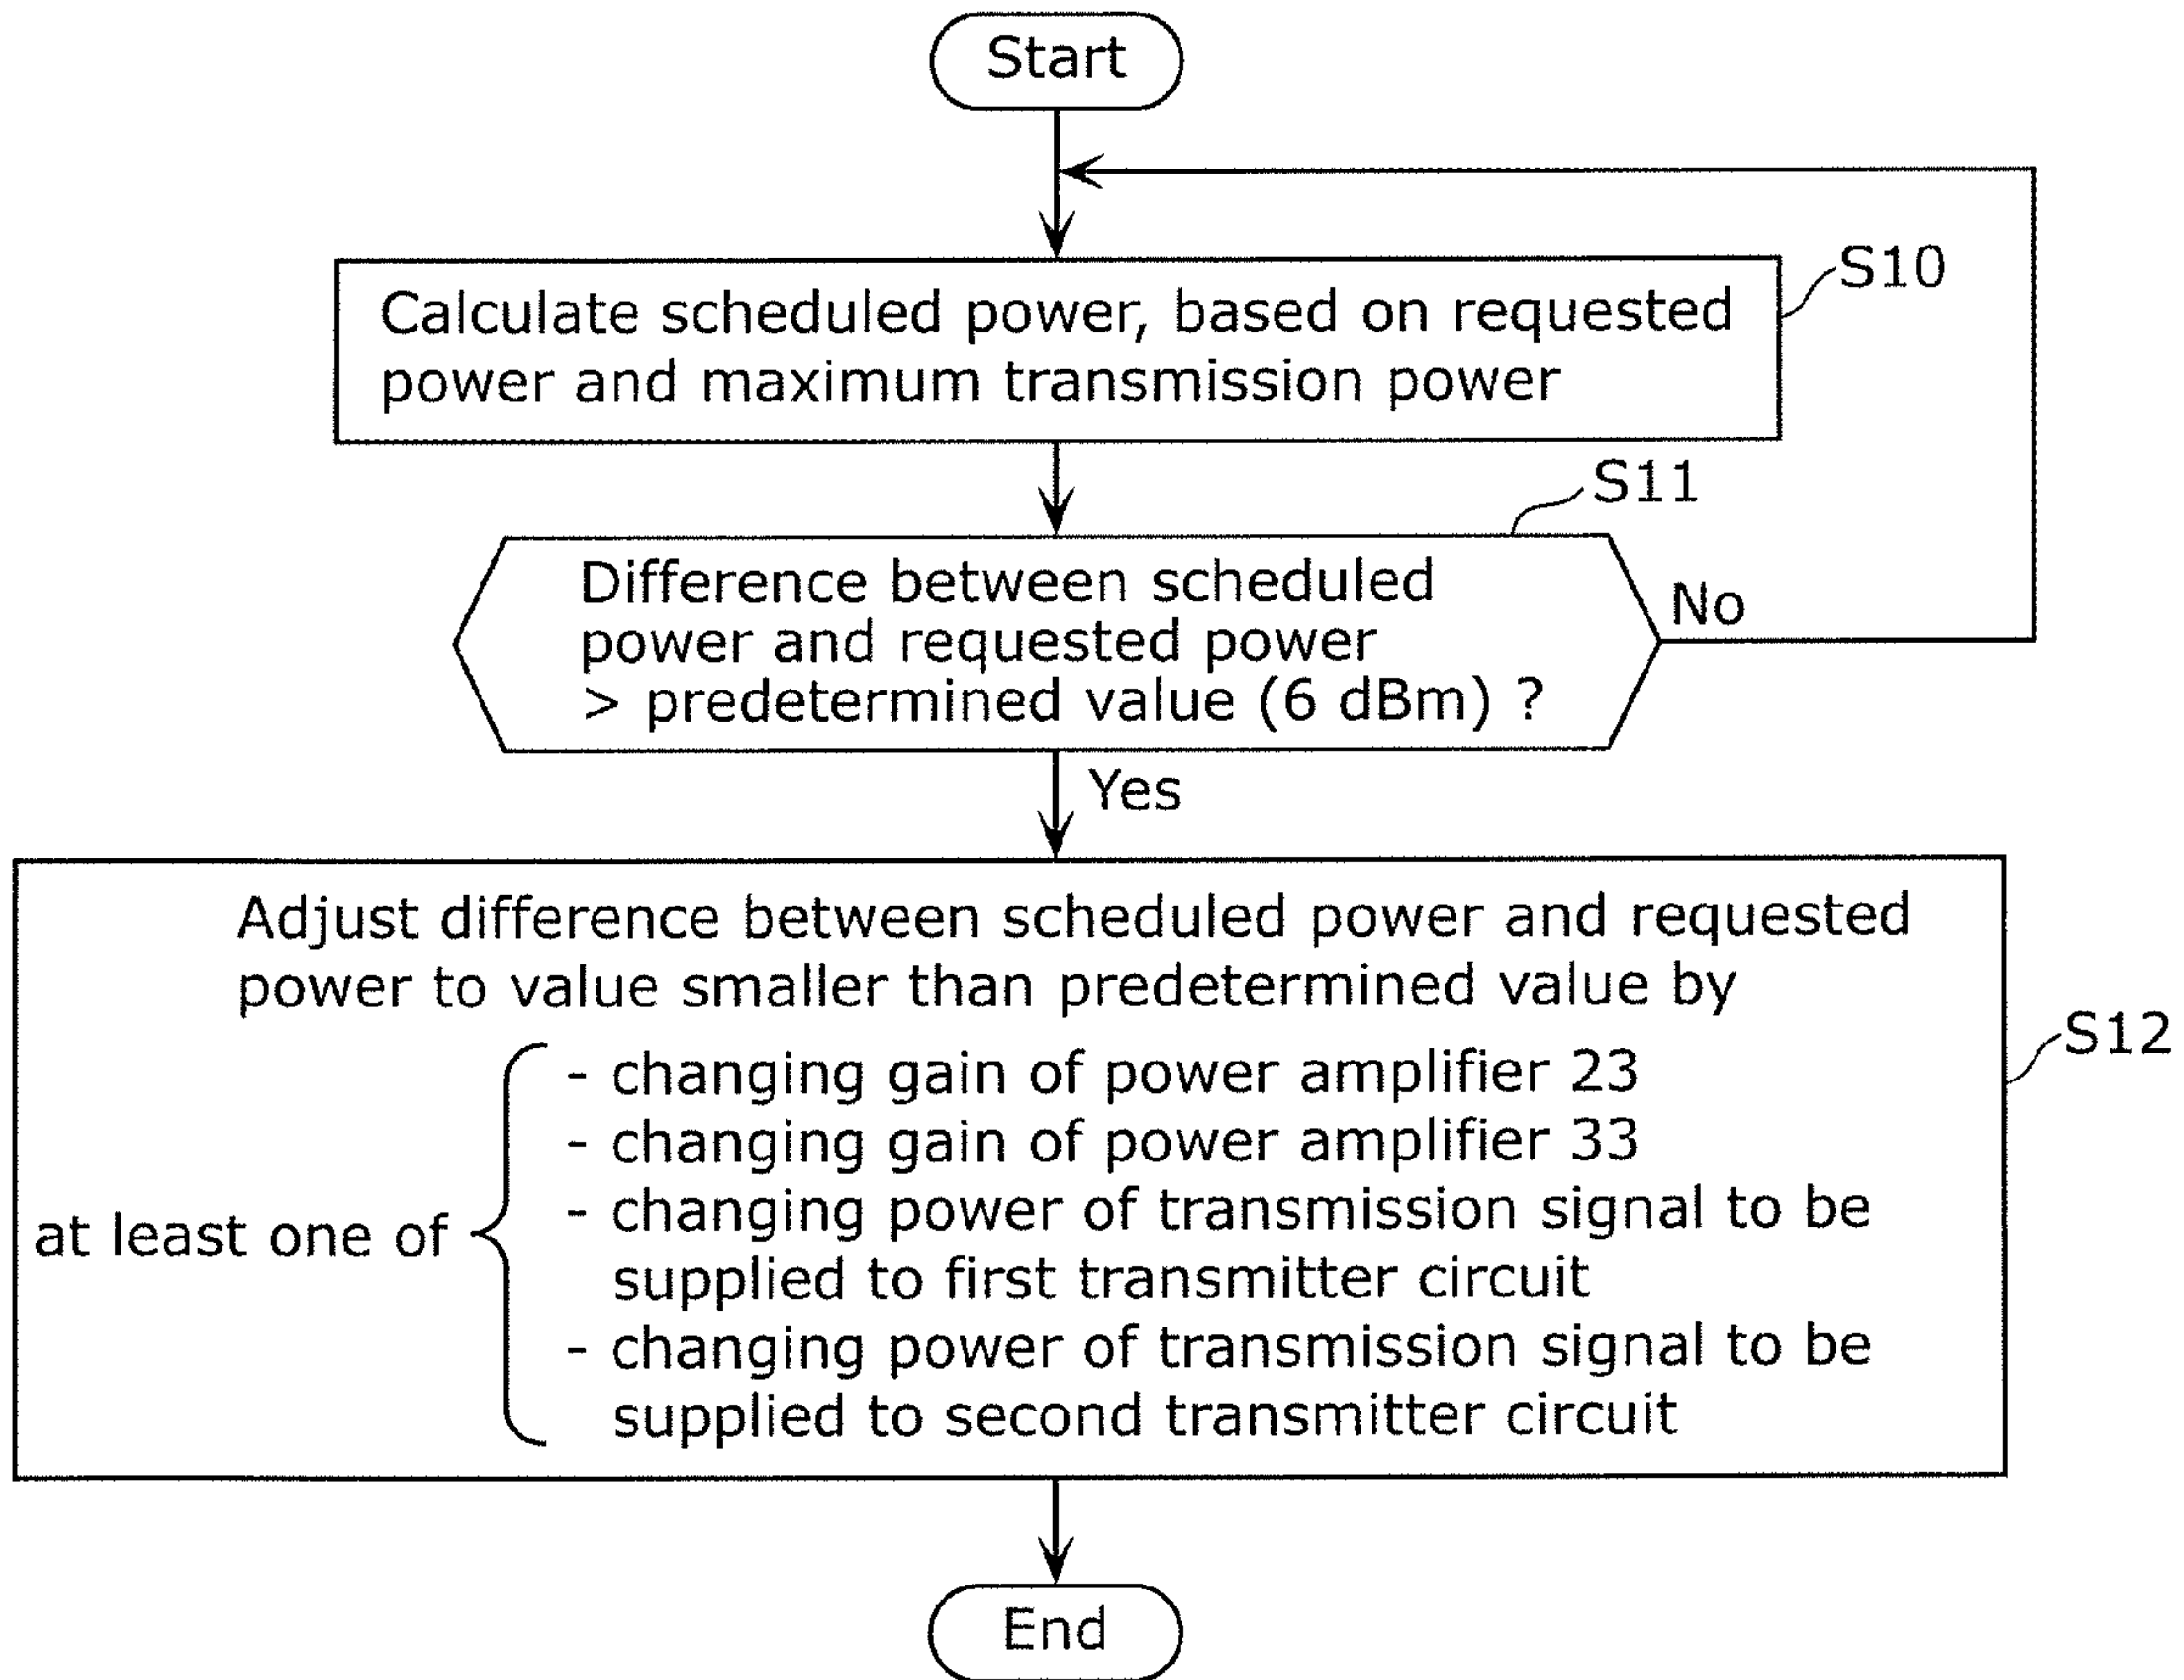 Start
S10
Calculate scheduled power, based on requested
power and maximum transmission power
S11
Difference between scheduled
power and requested power
> predetermined value (6 dBm) ?
No
Yes
Adjust difference between scheduled power and requested
power to value smaller than predetermined value by
S12
at least one of
- changing gain of power amplifier 23
- changing gain of power amplifier 33
- changing power of transmission signal to be
supplied to first transmitter circuit
- changing power of transmission signal to be
supplied to second transmitter circuit
End